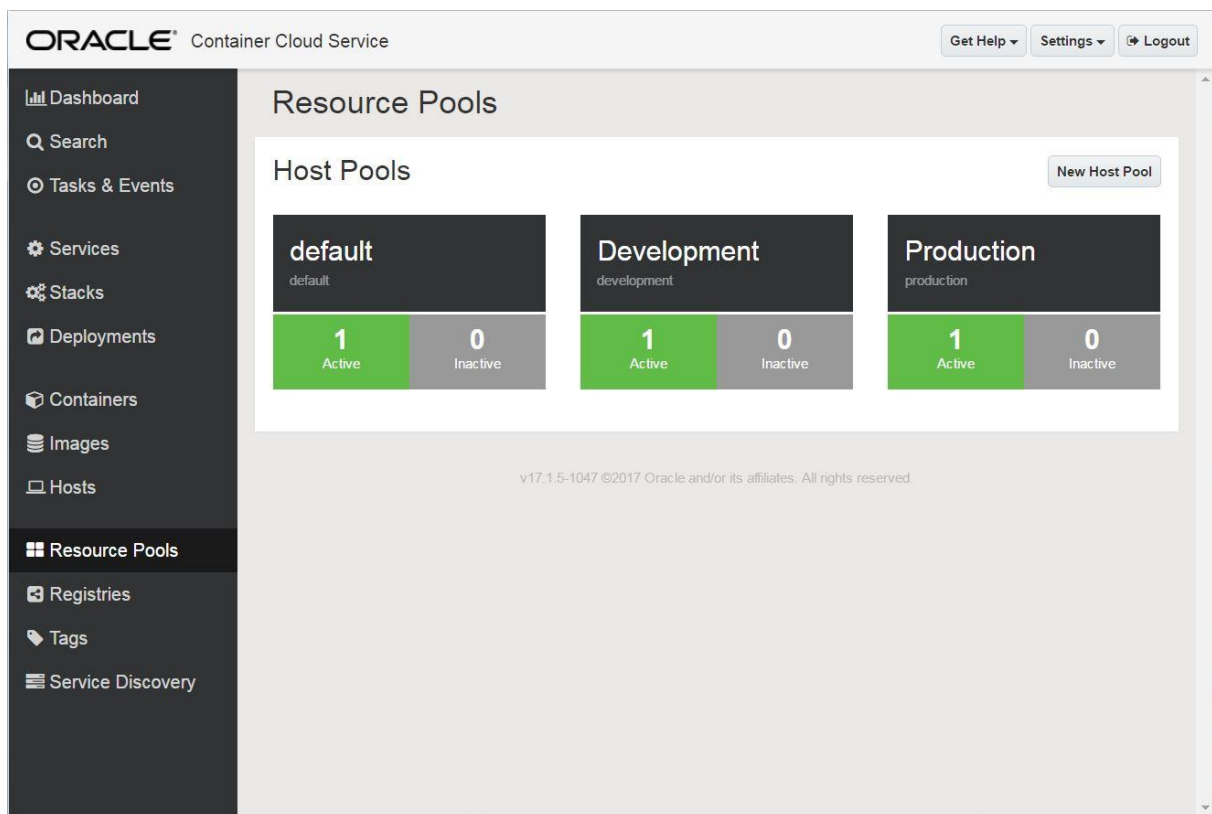 ORACLE® Container Cloud Service
Get Help
Settings
Logout
Dashboard
Search
Tasks & Events
Services
Stacks
Deployments
Containers
Images
Hosts
Resource Pools
Registries
Tags
Service Discovery
Resource Pools
Host Pools
New Host Pool
default
default
1
Active
0
Inactive
Development
development
1
Active
0
Inactive
Production
production
1
Active
0
Inactive
v17.1.5-1047 ©2017 Oracle and/or its affiliates. All rights reserved.